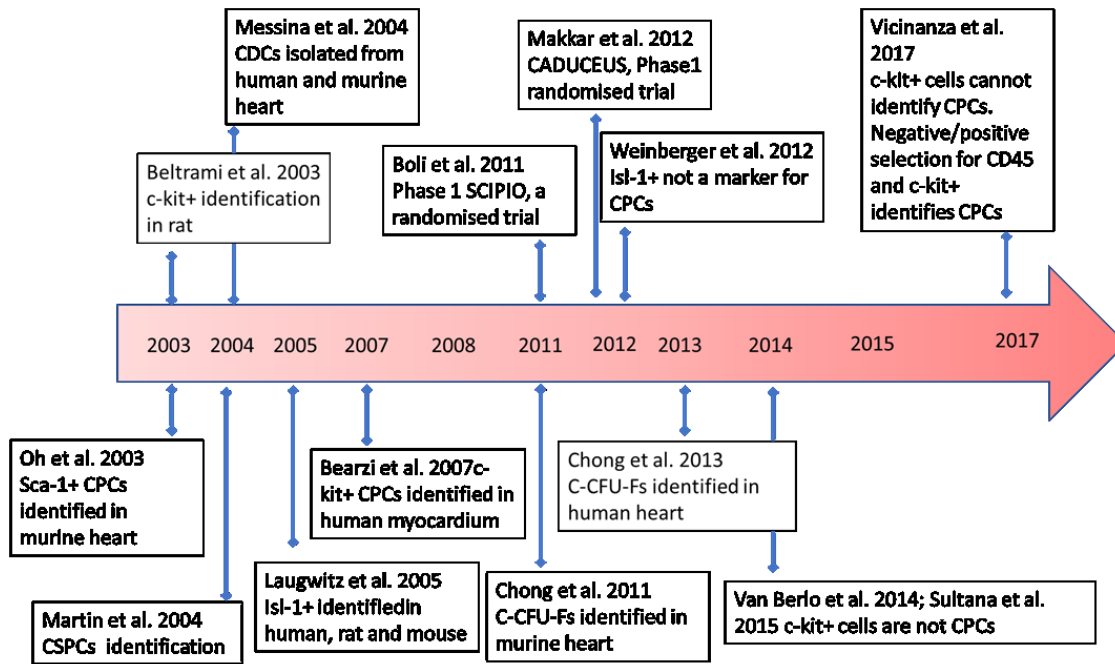 Messina et al. 2004
CDCs isolated from
human and murine
heart
Makkar et al. 2012
CADUCEUS, Phase1
randomised trial
Vicinanza et al.
2017
c-kit+ cells cannot
identify CPCs.
Negative/positive
selection for CD45
and c-kit+
identifies CPCs
Beltrami et al. 2003
c-kit+ identification
in rat
Boli et al. 2011
Phase 1 SCIPIO, a
randomised trial
Weinberger et al. 2012
Isl-1+ not a marker for
CPCs
2003 2004 2005 2007 2008 2011 2012 2013 2014 2015 2017
Oh et al. 2003
Sca-1+ CPCs
identified in
murine heart
Bearzi et al. 2007c-
kit+ CPCs identified in
human myocardium
Chong et al. 2013
C-CFU-Fs identified in
human heart
Martin et al. 2004
CSPCs identification
Laugwitz et al. 2005
Isl-1+ identifiedin
human, rat and mouse
Chong et al. 2011
C-CFU-Fs identified in
murine heart
Van Berlo et al. 2014; Sultana et al.
2015 c-kit+ cells are not CPCs